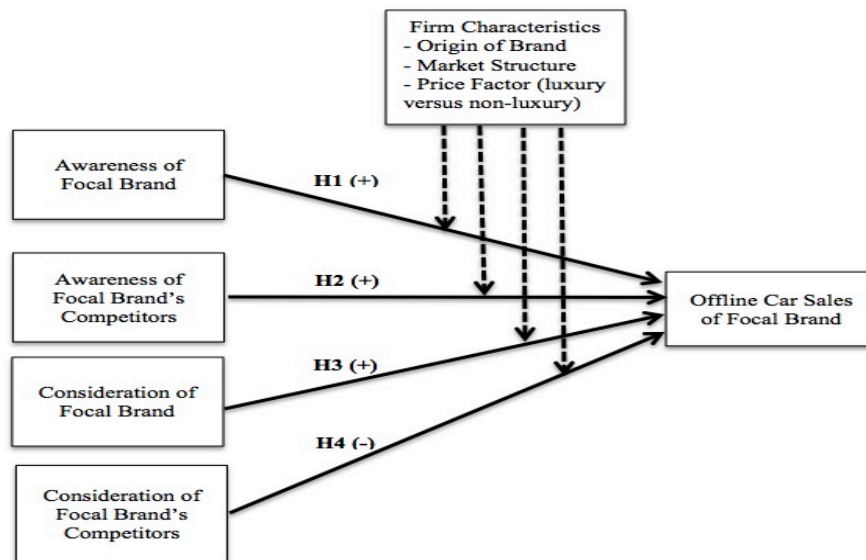 Firm Characteristics
- Origin of Brand
- Market Structure
- Price Factor (luxury
versus non-luxury)
Awareness of
Focal Brand
H1 (+)
Awareness of
Focal Brand's
Competitors
H2 (+)
Offline Car Sales
of Focal Brand
Consideration of
Focal Brand
H3 (+)
H4 (-)
Consideration of
Focal Brand's
Competitors